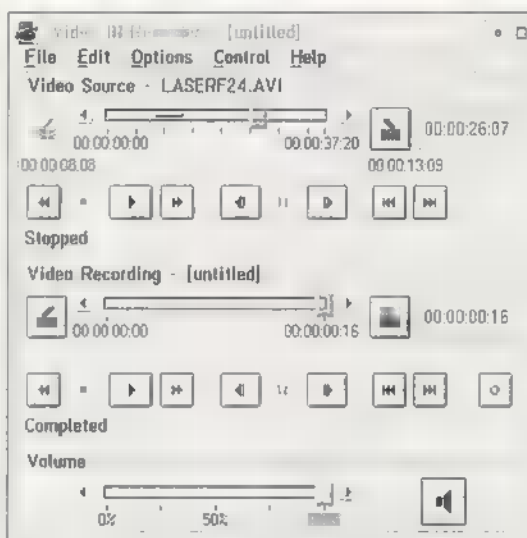 [untitled]
File Edit Options Control Help
Video Source - LASERF24.AVI
00:00:26:07
00:00:00:00 00:00:37:20
00:00:08:08 00:00:13:09
Stopped
Video Recording - [untitled]
00:00:00:16
00:00:00:00 00:00:00:16
Completed
Volume
0% 50%